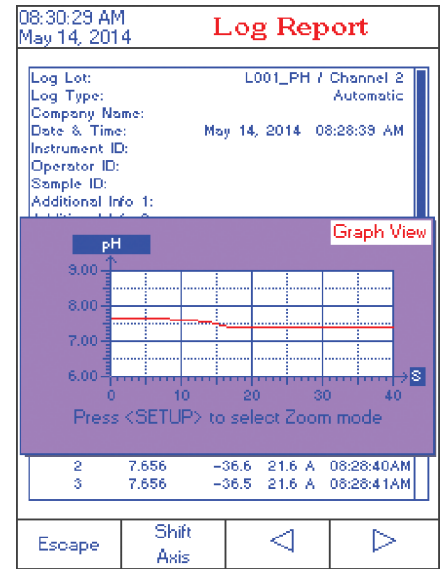 08:30:29 AM
May 14, 2014
Log Report
Log Lot: L001_PH / Channel 2
Log Type: Automatic
Company Name:
Date & Time: May 14, 2014 08:28:39 AM
Instrument ID:
Operator ID:
Sample ID:
Additional Info 1:
Graph View
pH
9.00
8.00
7.00
6.00
0 10 20 30 40 S
Press <SETUP> to select Zoom mode
2 7.656 -36.6 21.6 A 08:28:40AM
3 7.656 -36.5 21.6 A 08:28:41AM
Escape
Shift
Axis